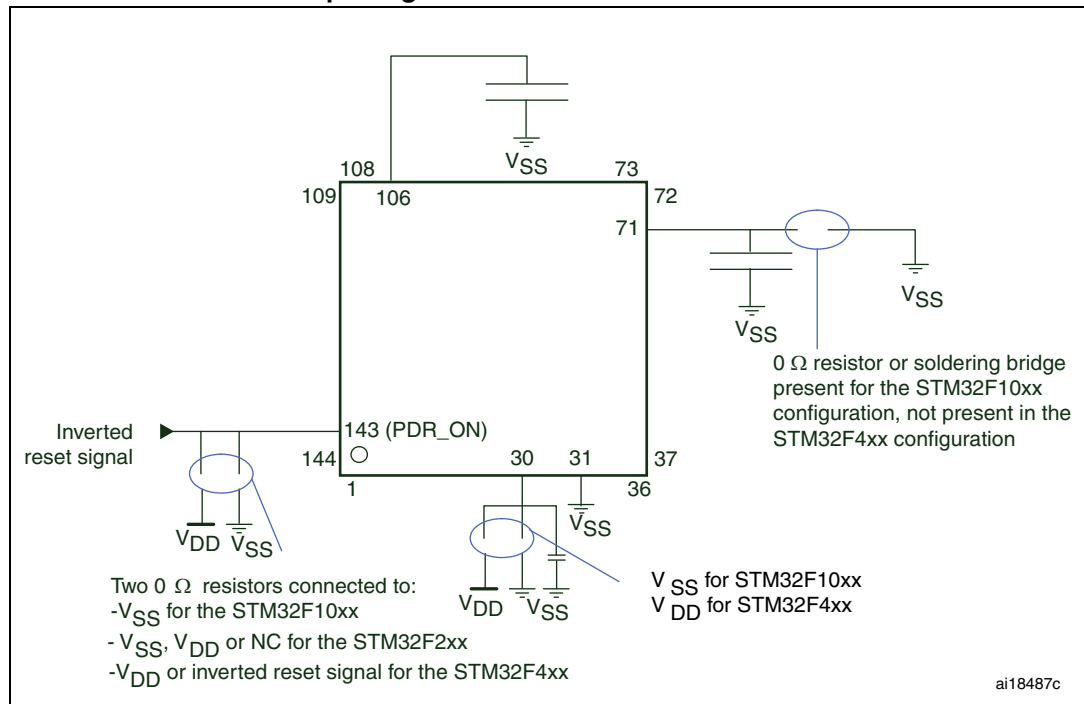 VSS
108
73
109
106
72
71
VSS
VSS
0 Ω resistor or soldering bridge
present for the STM32F10xx
configuration, not present in the
STM32F4xx configuration
Inverted
reset signal
143 (PDR_ON)
144
30
31
37
1
36
VSS
VDD
VSS
VDD
VSS
VSS for STM32F10xx
VDD for STM32F4xx
Two 0 Ω resistors connected to:
-VSS for the STM32F10xx
- VSS, VDD or NC for the STM32F2xx
-VDD or inverted reset signal for the STM32F4xx
ai18487c